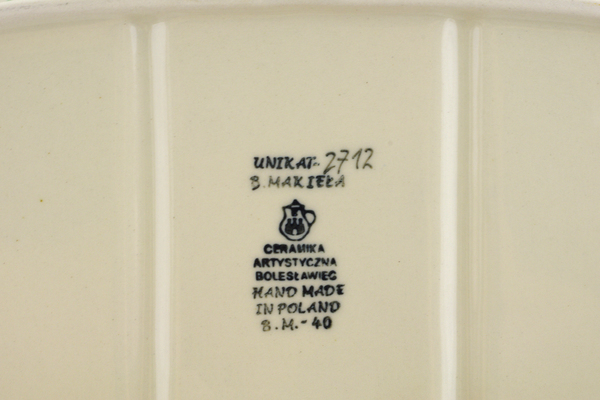 UNIKAT. 2712
B. MAKIEŁA
CERAMIKA
ARTYSTYCZNA
BOLESŁAWIEC
HAND MADE
IN POLAND
B.M.-40